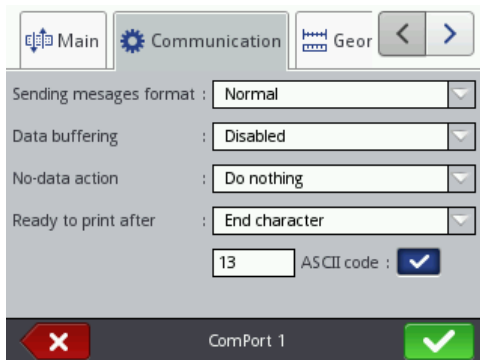 Main Communication Geor
Sending mesages format : Normal
Data buffering : Disabled
No-data action : Do nothing
Ready to print after : End character
13 ASCII code :
ComPort 1